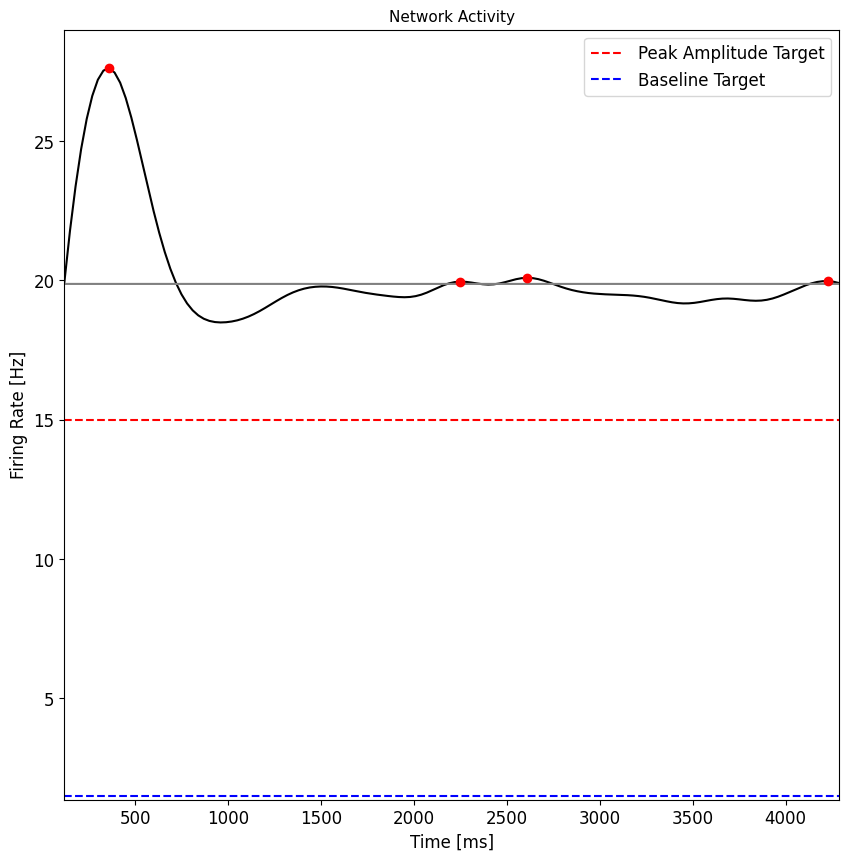 Network Activity
Peak Amplitude Target
Baseline Target
Firing Rate [Hz]
25
20
15
10
5
500 1000 1500 2000 2500 3000 3500 4000
Time [ms]